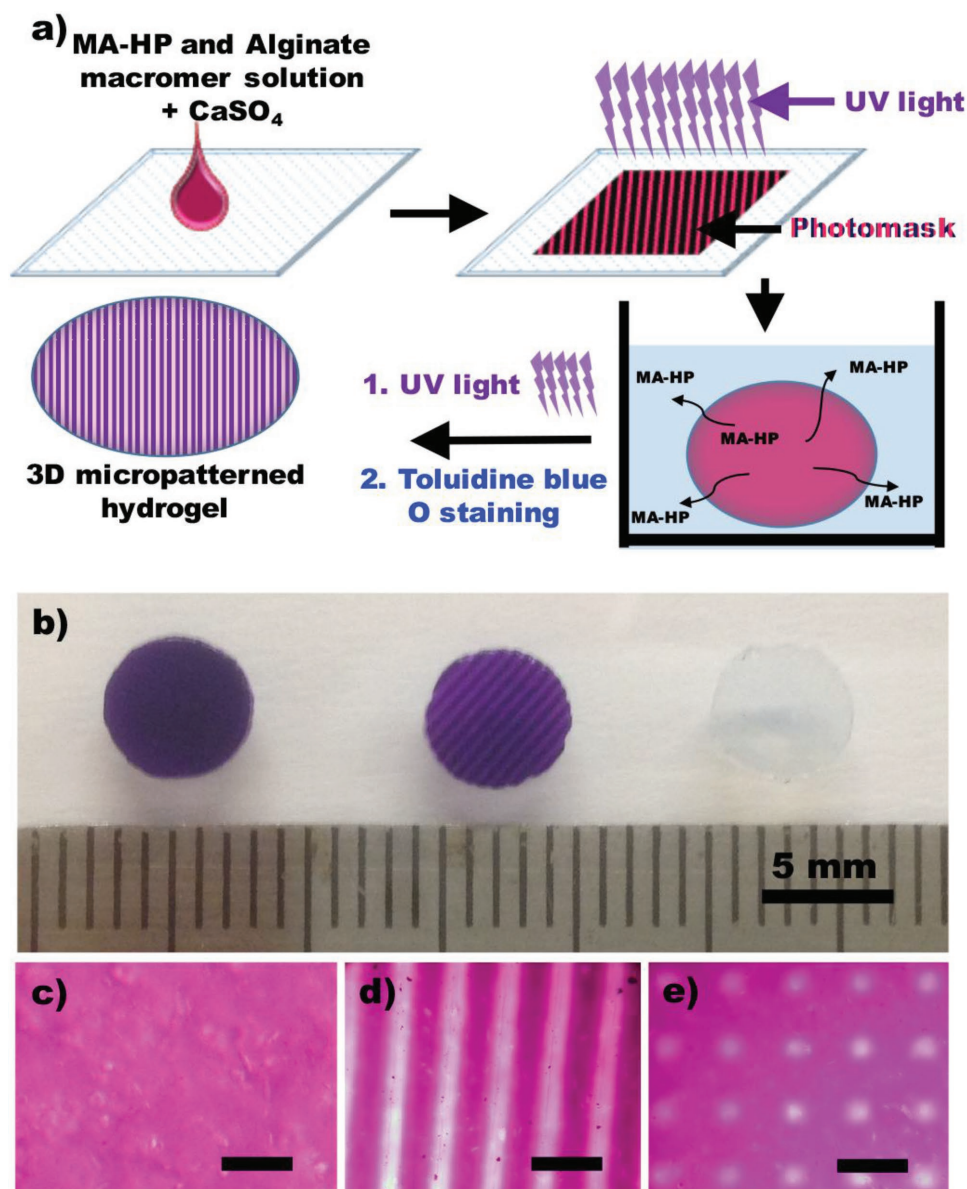 a)
MA-HP and Alginate
macromer solution
+ CaSO₄
UV light
Photomask
3D micropatterned
hydrogel
1. UV light
2. Toluidine blue
O staining
MA-HP
MA-HP
MA-HP
MA-HP
MA-HP
b)
5 mm
c)
d)
e)